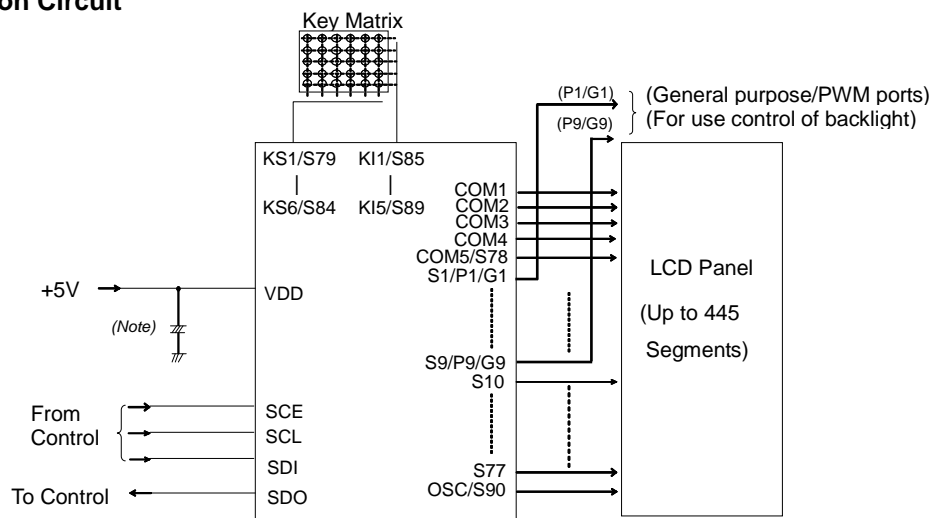 on Circuit
Key Matrix
(P1/G1)
(General purpose/PWM ports)
(P9/G9)
(For use control of backlight)
KS1/S79
KI1/S85
KS6/S84
KI5/S89
COM1
COM2
COM3
COM4
COM5/S78
S1/P1/G1
LCD Panel
(Up to 445
Segments)
+5V
VDD
(Note)
S9/P9/G9
S10
From
Control
SCE
SCL
SDI
S77
OSC/S90
To Control
SDO